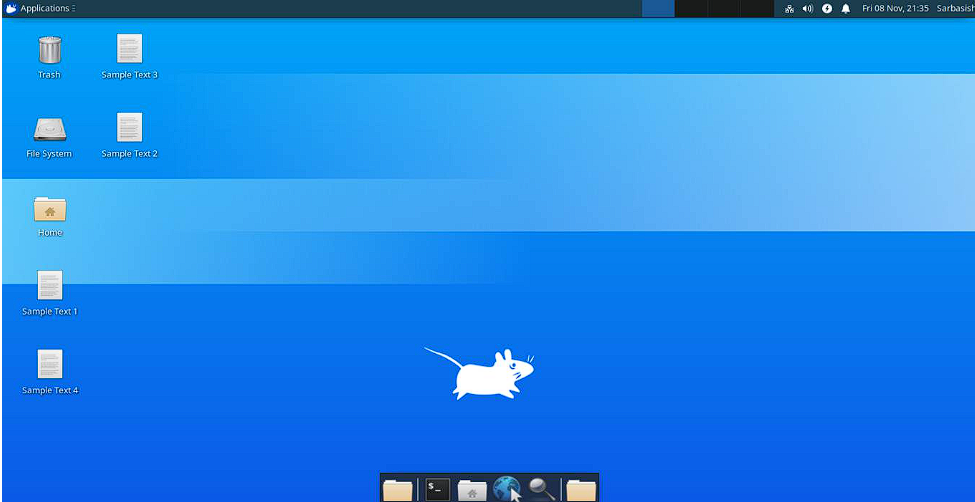 Applications
Fri 08 Nov, 21:35 Sarbasish
Trash
Sample Text 3
File System
Sample Text 2
Home
Sample Text 1
Sample Text 4
$_